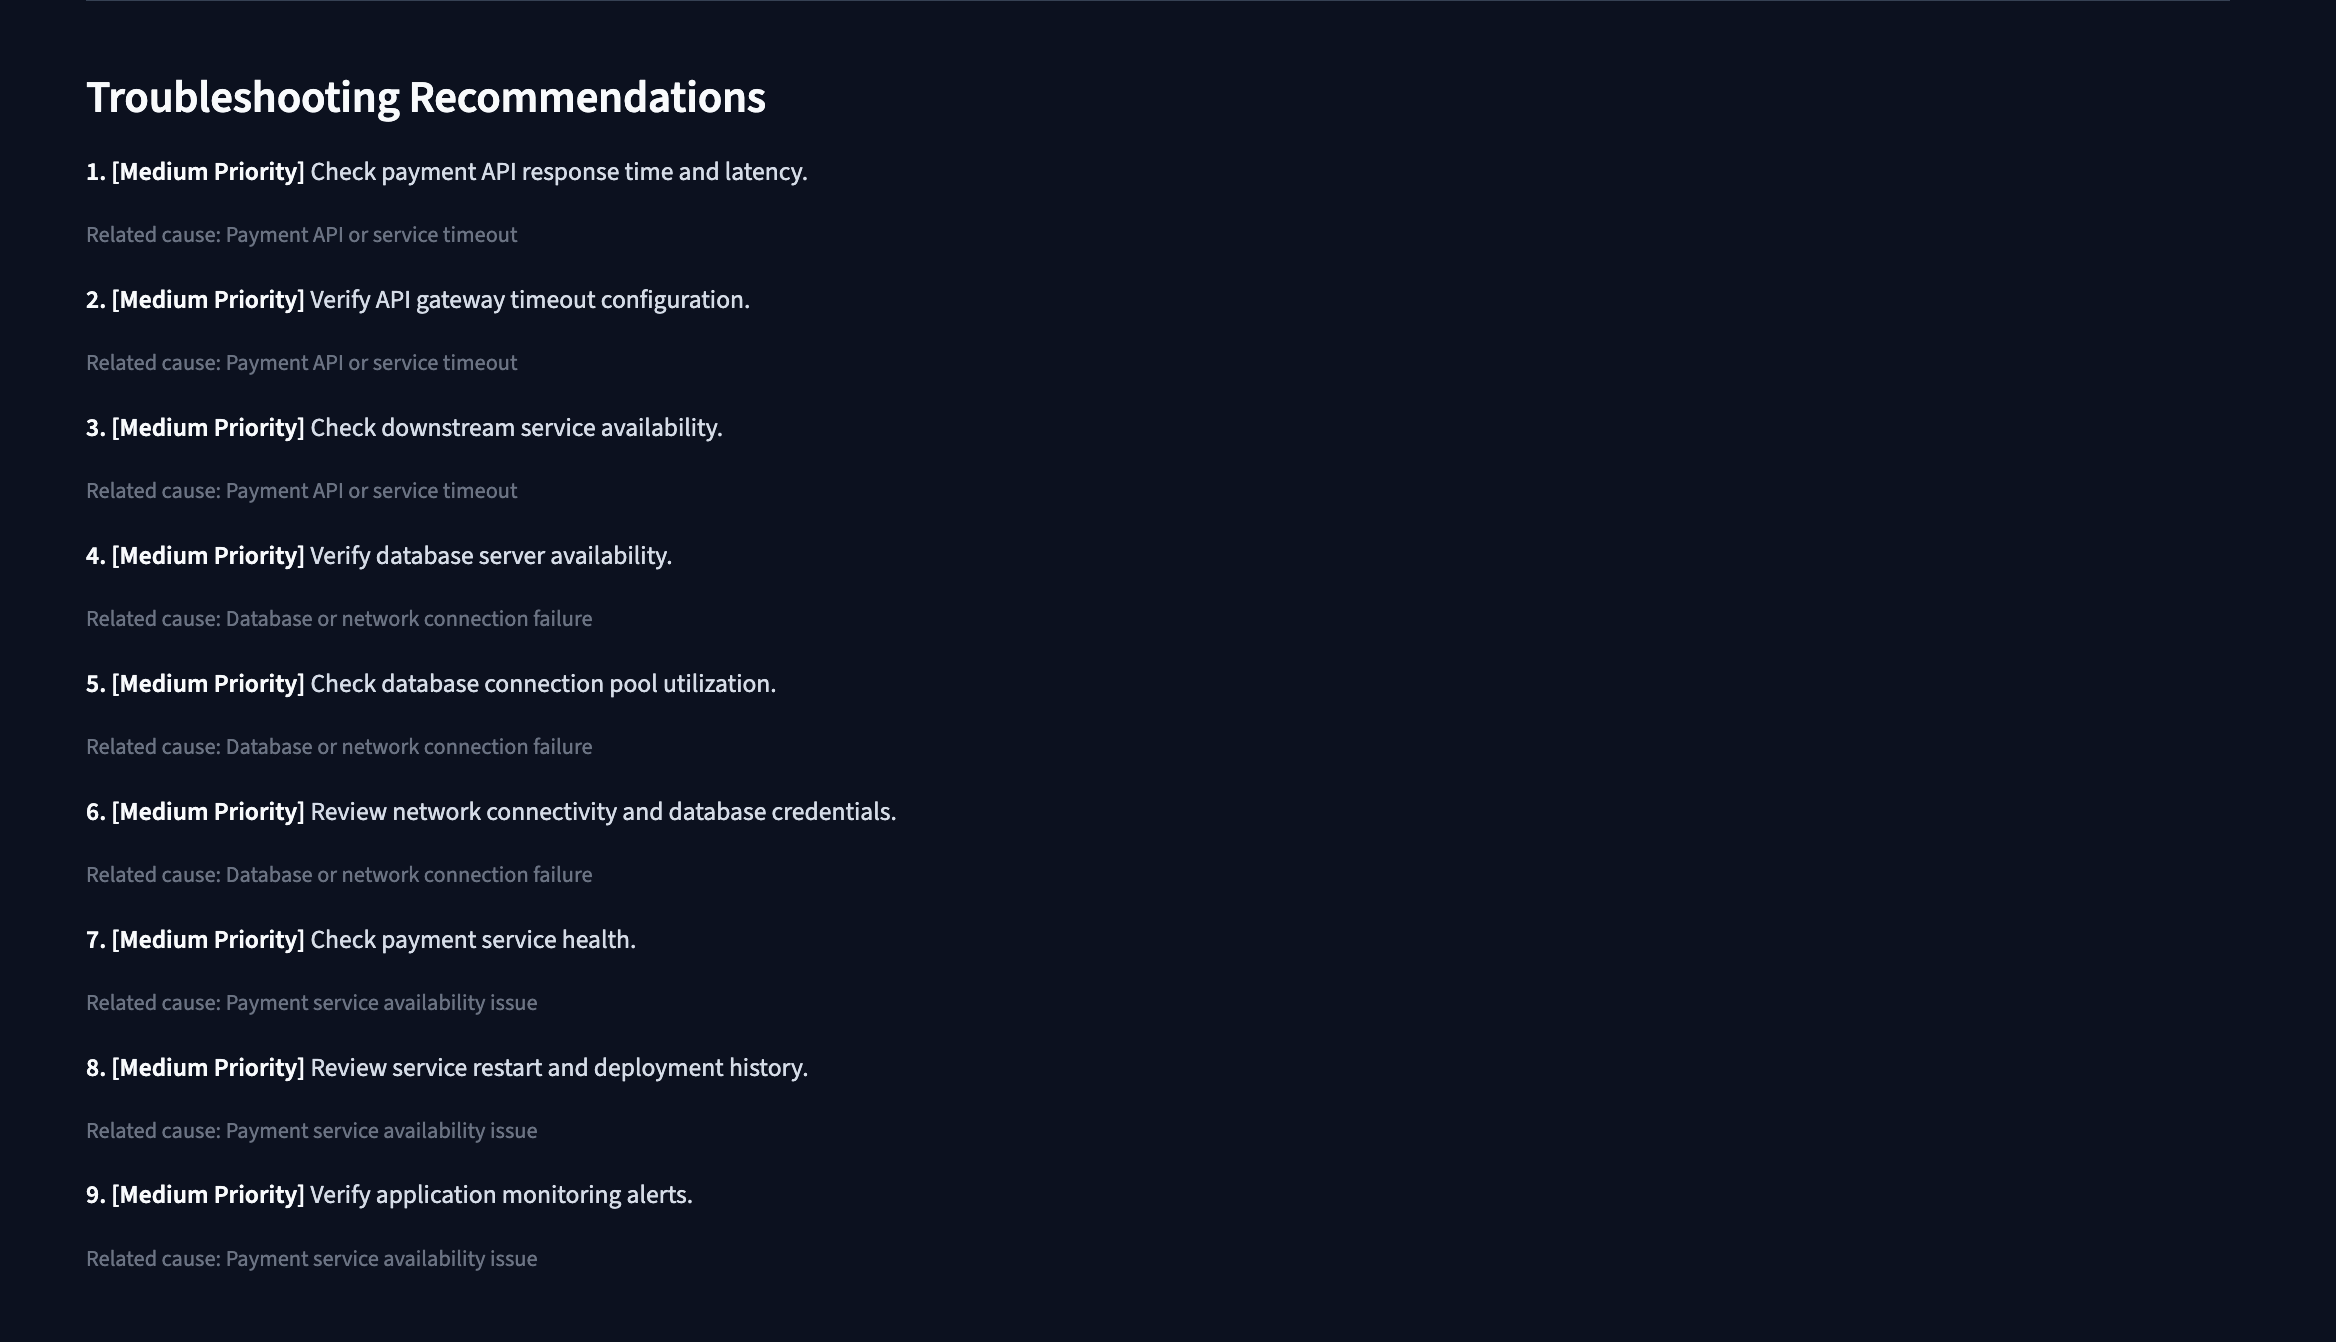 Troubleshooting Recommendations
1. [Medium Priority] Check payment API response time and latency.
Related cause: Payment API or service timeout
2. [Medium Priority] Verify API gateway timeout configuration.
Related cause: Payment API or service timeout
3. [Medium Priority] Check downstream service availability.
Related cause: Payment API or service timeout
4. [Medium Priority] Verify database server availability.
Related cause: Database or network connection failure
5. [Medium Priority] Check database connection pool utilization.
Related cause: Database or network connection failure
6. [Medium Priority] Review network connectivity and database credentials.
Related cause: Database or network connection failure
7. [Medium Priority] Check payment service health.
Related cause: Payment service availability issue
8. [Medium Priority] Review service restart and deployment history.
Related cause: Payment service availability issue
9. [Medium Priority] Verify application monitoring alerts.
Related cause: Payment service availability issue